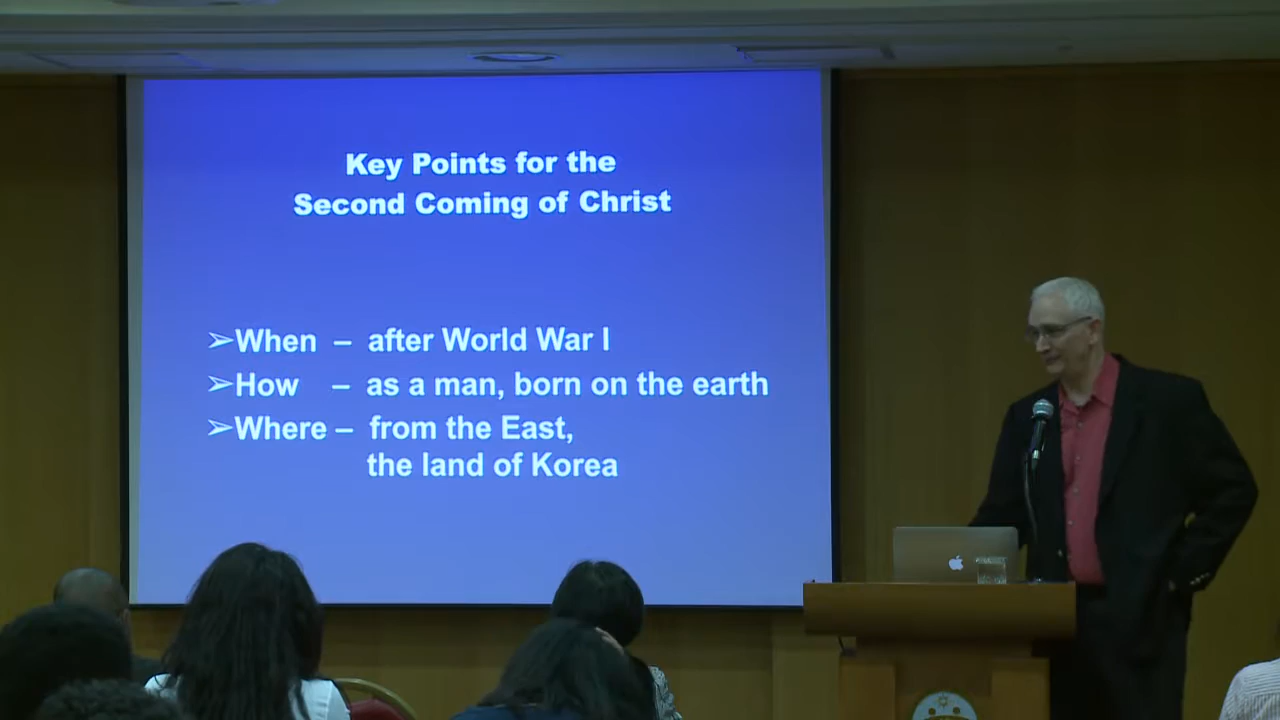 Key Points for the
Second Coming of Christ
➢When – after World War I
➢How – as a man, born on the earth
➢Where – from the East,
the land of Korea